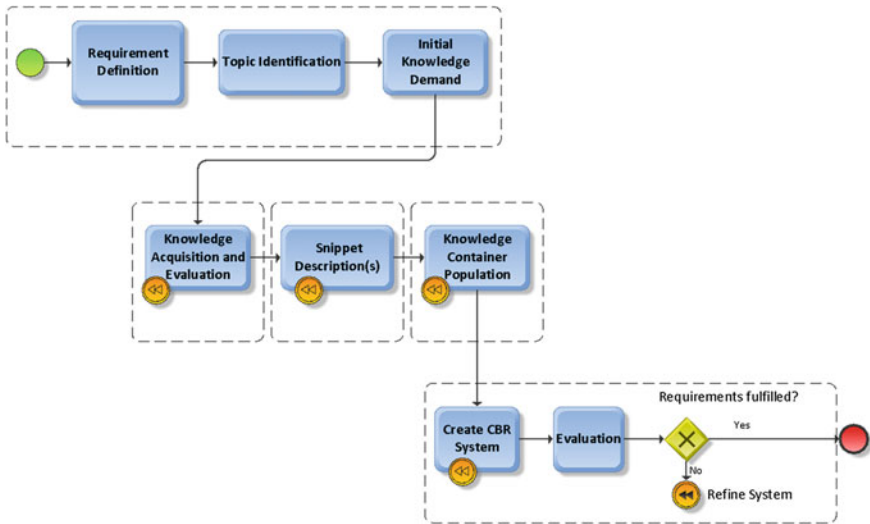 Requirement
Definition
Topic Identification
Initial
Knowledge
Demand
Knowledge
Acquisition and
Evaluation
Snippet
Description(s)
Knowledge
Container
Population
Create CBR
System
Evaluation
Requirements fulfilled?
Yes
No
Refine System